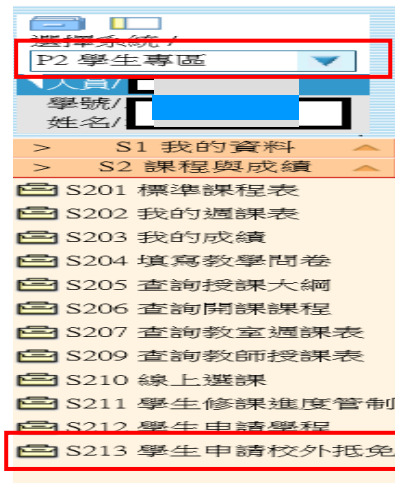 選擇系統 /
P2 學生專區
人員/
學號/
姓名/
> S1 我的資料
> S2 課程與成績
S201 標準課程表
S202 我的週課表
S203 我的成績
S204 填寫教學問卷
S205 查詢授課大綱
S206 查詢開課課程
S207 查詢教室週課表
S209 查詢教師授課表
S210 線上選課
S211 學生修課進度管制
S212 學生申請學程
S213 學生申請校外抵免